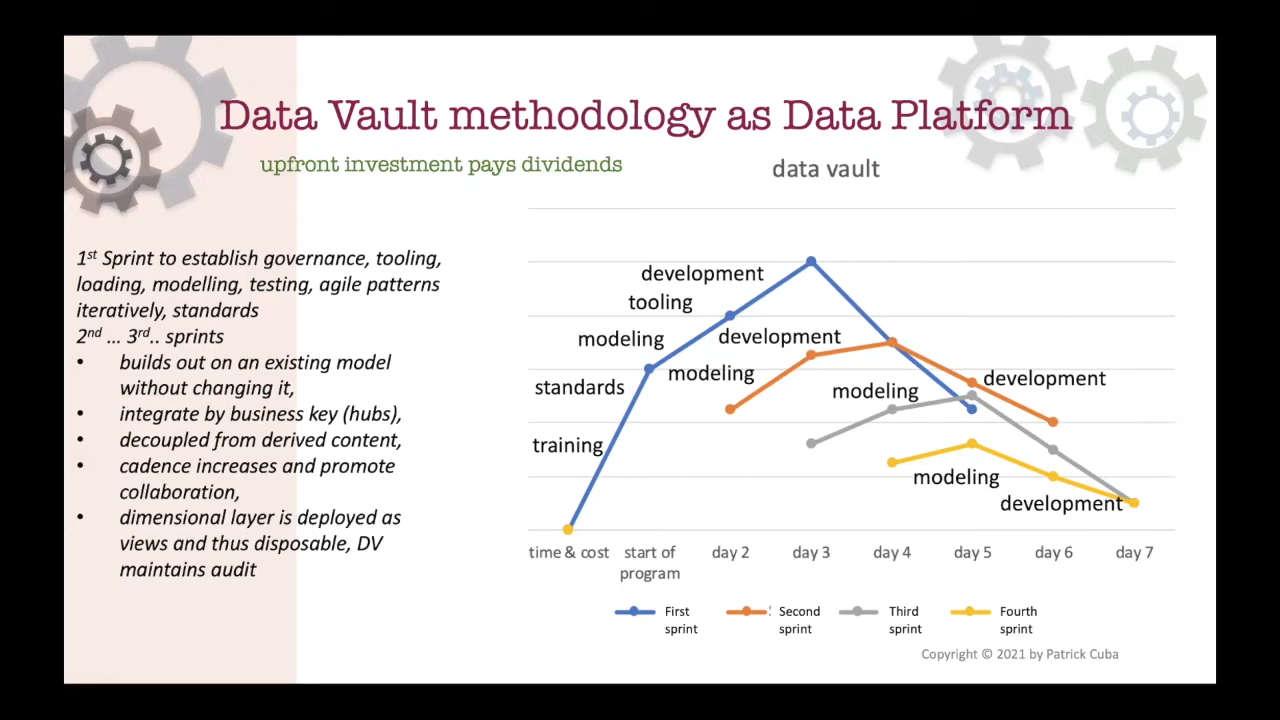 Data Vault methodology as Data Platform
upfront investment pays dividends
data vault
1st Sprint to establish governance, tooling,
loading, modelling, testing, agile patterns
iteratively, standards
2nd ... 3rd.. sprints
• builds out on an existing model
without changing it,
• integrate by business key (hubs),
• decoupled from derived content,
• cadence increases and promote
collaboration,
• dimensional layer is deployed as
views and thus disposable, DV
maintains audit
development
tooling
modeling
standards
training
development
modeling
modeling
development
modeling
development
time & cost
start of
program
day 2
day 3
day 4
day 5
day 6
day 7
First
sprint
Second
sprint
Third
sprint
Fourth
sprint
Copyright © 2021 by Patrick Cuba